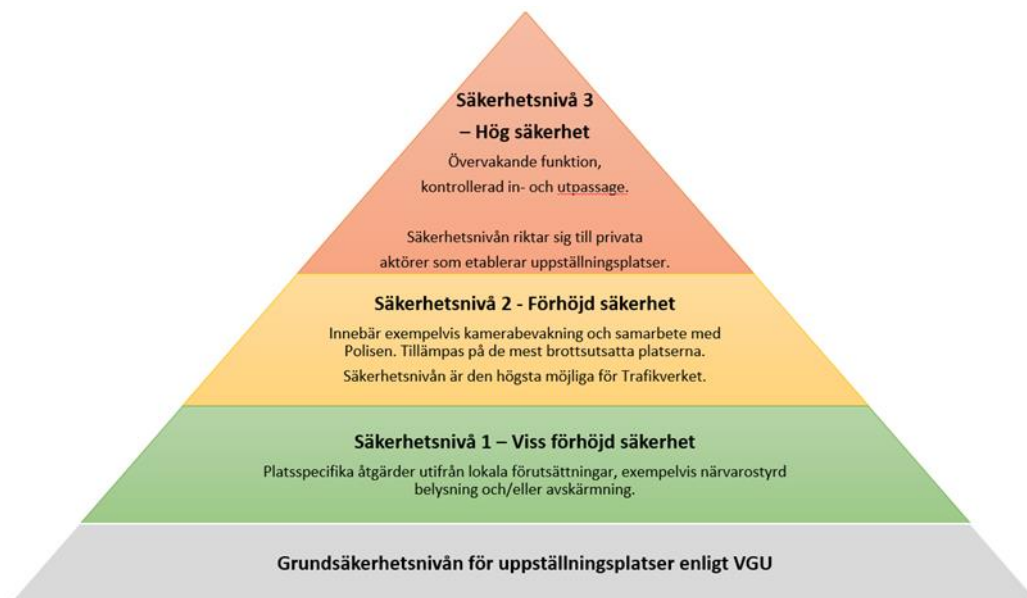 Säkerhetsnivå 3
– Hög säkerhet
Övervakande funktion,
kontrollerad in- och utpassage.
Säkerhetsnivån riktar sig till privata
aktörer som etablerar uppställningsplatser.
Säkerhetsnivå 2 - Förhöjd säkerhet
Innebär exempelvis kamerabevakning och samarbete med
Polisen. Tillämpas på de mest brottsutsatta platserna.
Säkerhetsnivån är den högsta möjliga för Trafikverket.
Säkerhetsnivå 1 – Viss förhöjd säkerhet
Platsspecifika åtgärder utifrån lokala förutsättningar, exempelvis närvarostyrd
belysning och/eller avskärmning.
Grundsäkerhetsnivån för uppställningsplatser enligt VGU